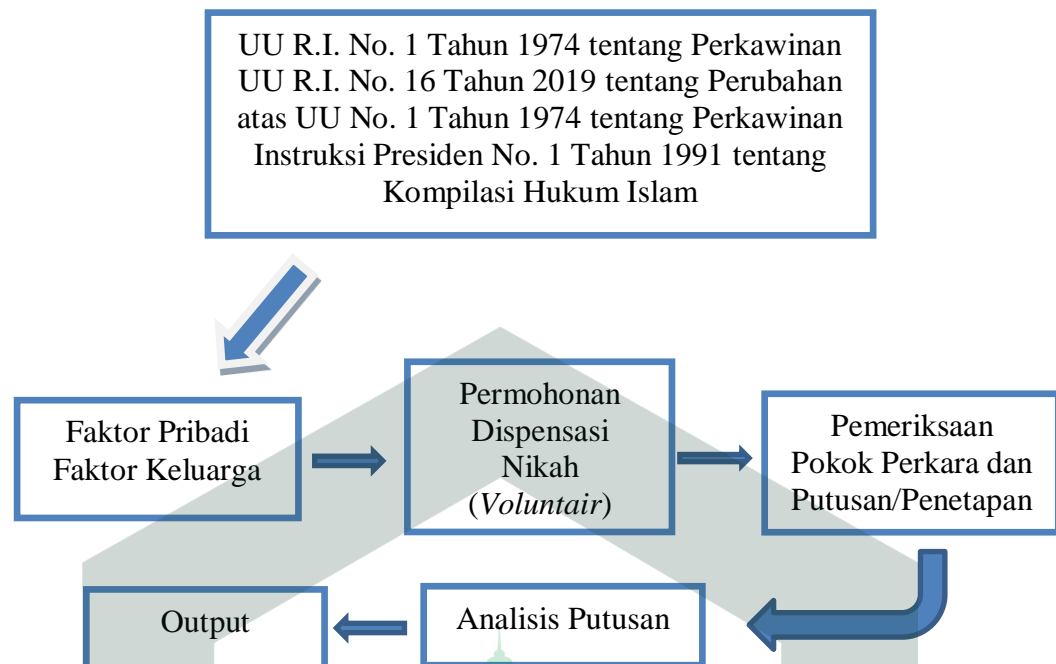 UU R.I. No. 1 Tahun 1974 tentang Perkawinan
UU R.I. No. 16 Tahun 2019 tentang Perubahan
atas UU No. 1 Tahun 1974 tentang Perkawinan
Instruksi Presiden No. 1 Tahun 1991 tentang
Kompilasi Hukum Islam
Faktor Pribadi
Faktor Keluarga
Permohonan
Dispensasi
Nikah
(Voluntair)
Pemeriksaan
Pokok Perkara dan
Putusan/Penetapan
Analisis Putusan
Output